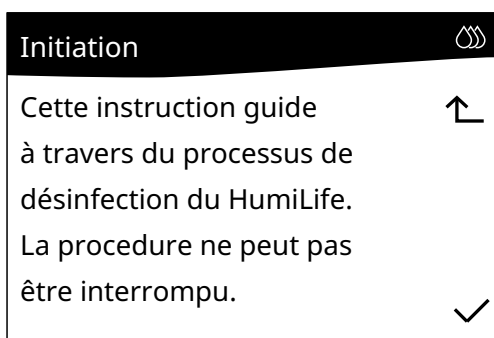 Initiation
Cette instruction guide
à travers du processus de
désinfection du HumiLife.
La procedure ne peut pas
être interrompu.